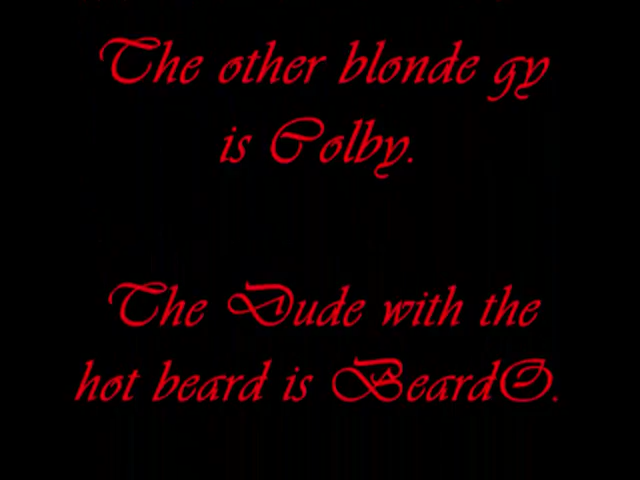 The other blonde gy
is Colby.
The Dude with the
hot beard is BeardO.